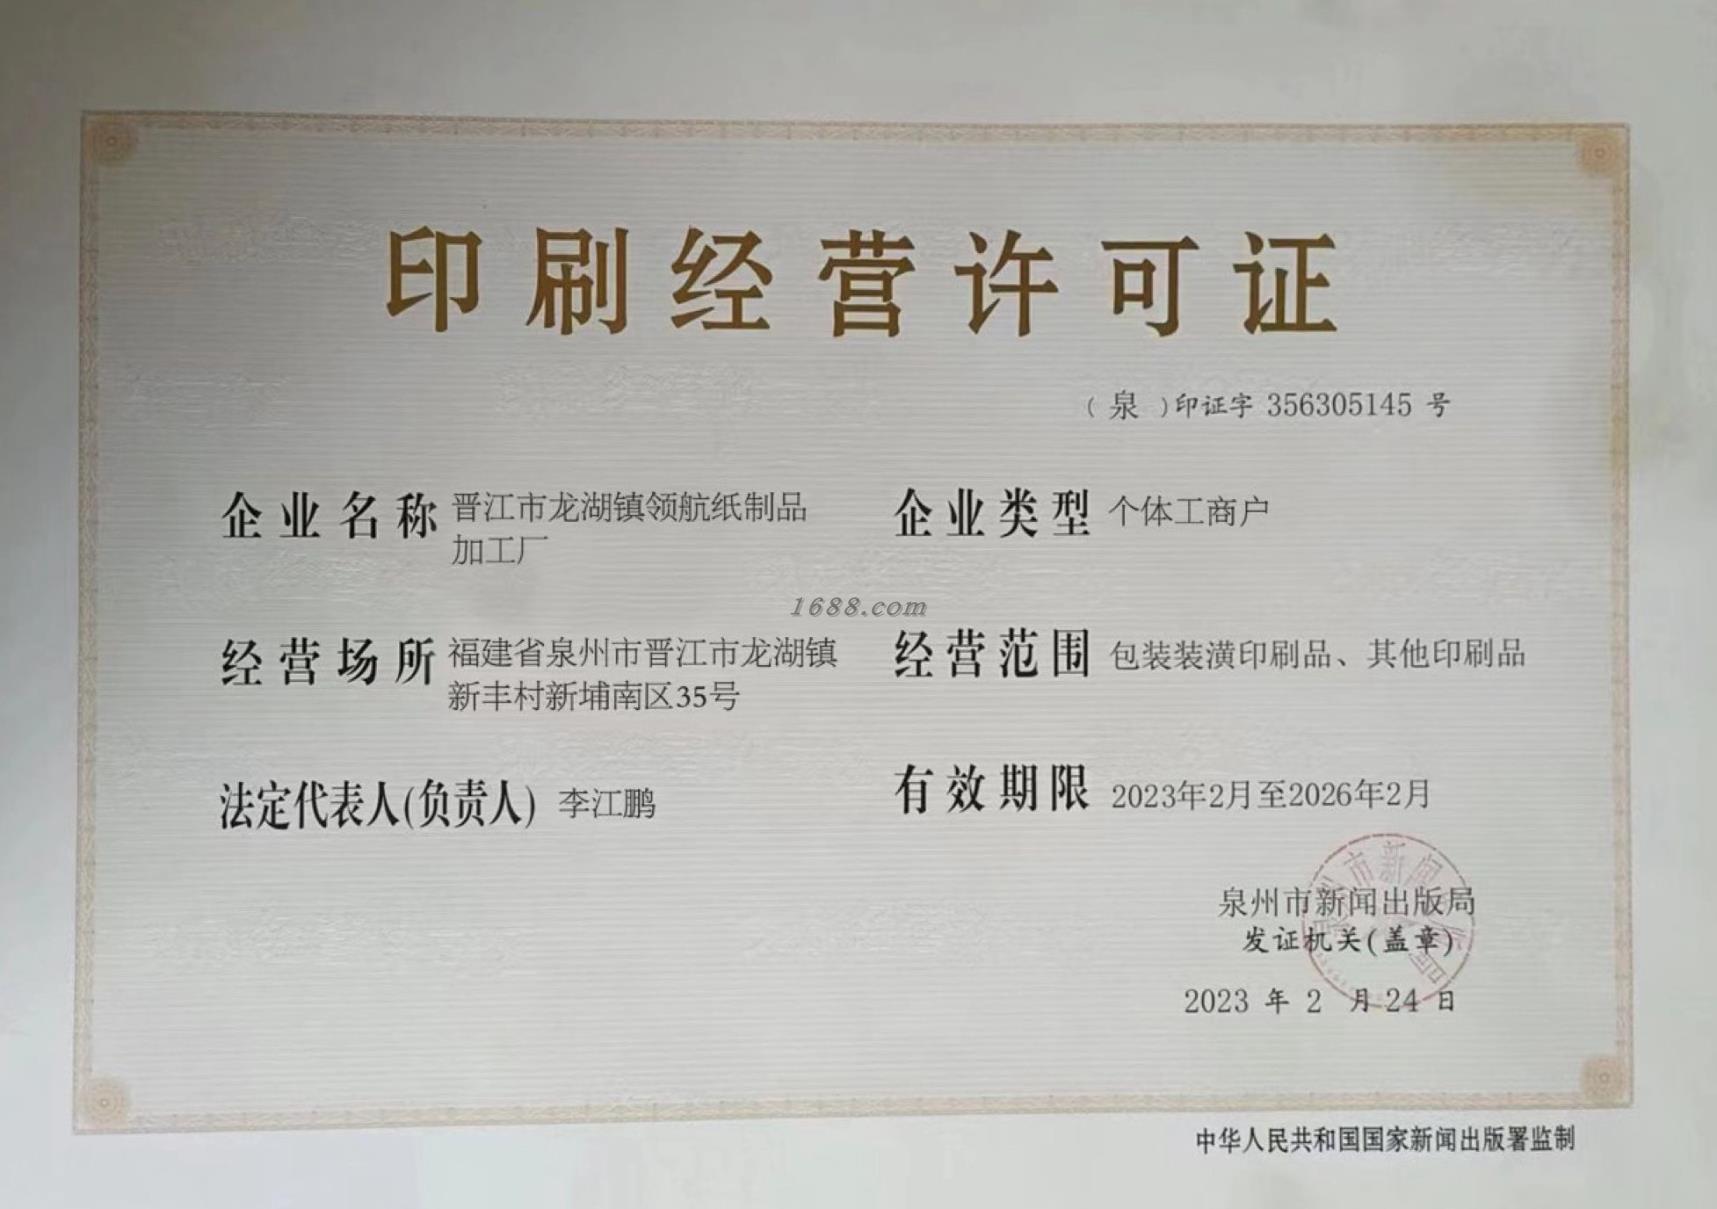 印刷经营许可证
（泉）印证字 356305145 号
企业名称 晋江市龙湖镇领航纸制品
加工厂
企业类型 个体工商户
1688.com
经营场所 福建省泉州市晋江市龙湖镇
新丰村新埔南区35号
经营范围 包装装潢印刷品、其他印刷品
法定代表人(负责人) 李江鹏
有效期限 2023年2月至2026年2月
泉州市新闻出版局
发证机关(盖章)
2023 年 2 月 24 日
中华人民共和国国家新闻出版署监制